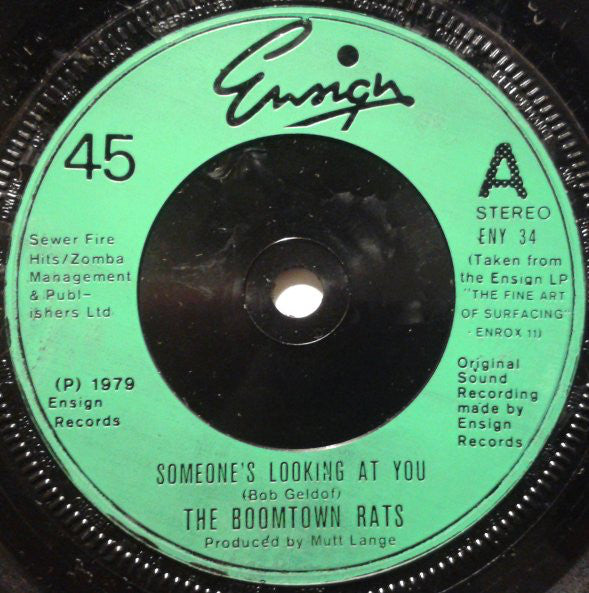 Ensign
45
A
STEREO
ENY 34
(Taken from
the Ensign LP
"THE FINE ART
OF SURFACING"
- ENROX 11)
Sewer Fire
Hits/Zomba
Management
& Publ-
ishers Ltd
(P) 1979
Ensign
Records
Original
Sound
Recording
made by
Ensign
Records
SOMEONE'S LOOKING AT YOU
(Bob Geldof)
THE BOOMTOWN RATS
Produced by Mutt Lange